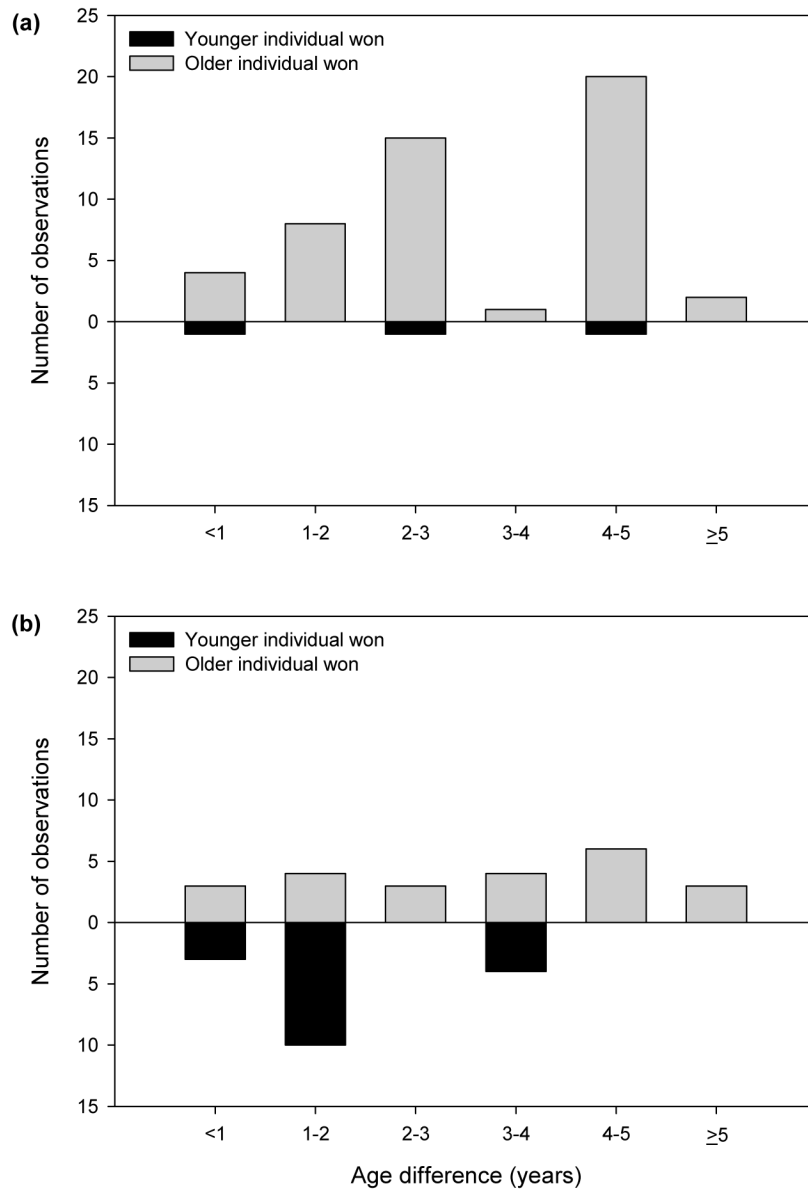 (a)
Younger individual won
Older individual won
25
20
15
10
5
0
5
10
15
Number of observations
<1 1-2 2-3 3-4 4-5 ≥5
(b)
Younger individual won
Older individual won
25
20
15
10
5
0
5
10
15
Number of observations
<1 1-2 2-3 3-4 4-5 ≥5
Age difference (years)